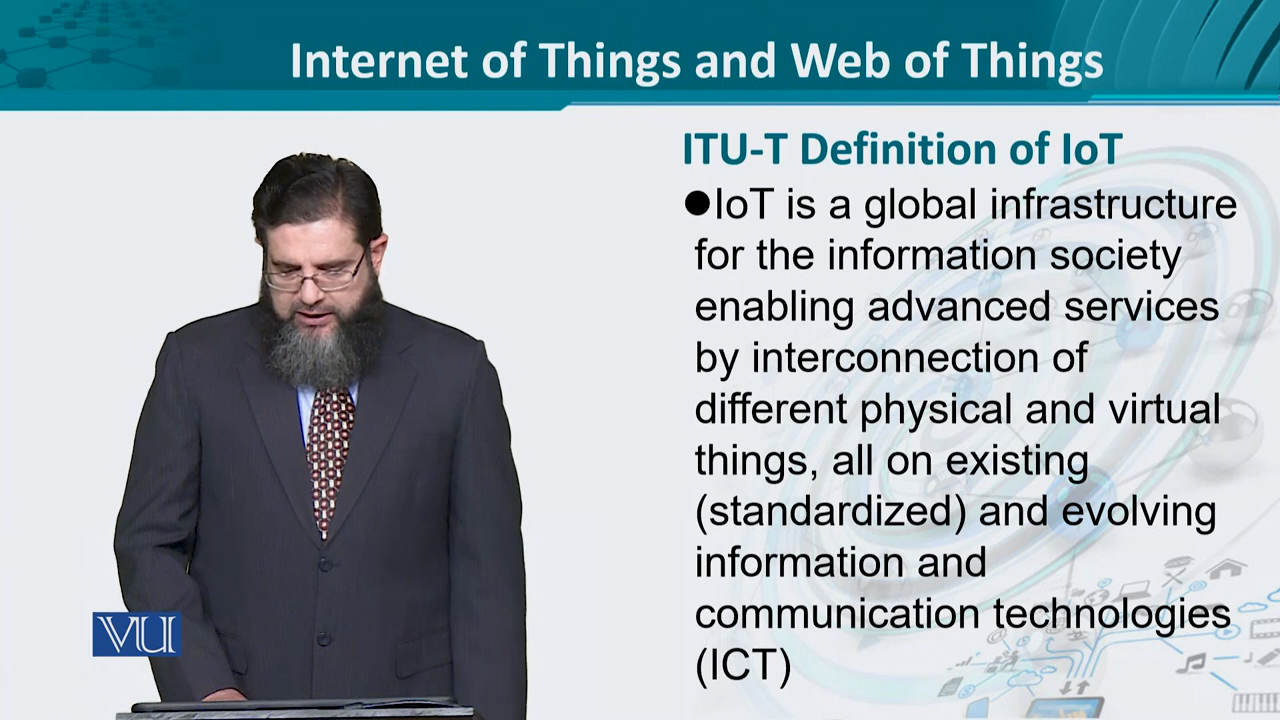 Internet of Things and Web of Things
ITU-T Definition of IoT
●IoT is a global infrastructure
for the information society
enabling advanced services
by interconnection of
different physical and virtual
things, all on existing
(standardized) and evolving
information and
communication technologies
(ICT)
VU